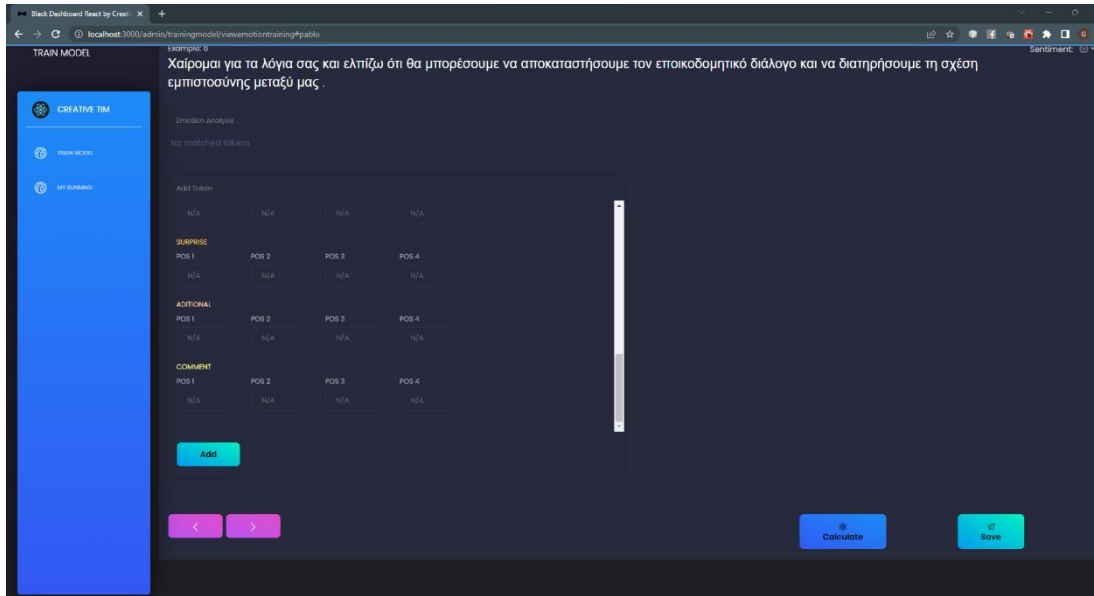 Black Dashboard React by Creati
localhost:3000/admin/trainingmodel/viewemotiontraining#pablo
TRAIN MODEL
Example: 6
Sentiment:
Χαίρομαι για τα λόγια σας και ελπίζω ότι θα μπορέσουμε να αποκαταστήσουμε τον εποικοδομητικό διάλογο και να διατηρήσουμε τη σχέση
εμπιστοσύνης μεταξύ μας .
CREATIVE TIM
TRAIN MODEL
MY RUNNING
Emotion Analysis
No matched tokens
Add Token
N/A N/A N/A N/A
SURPRISE
POS 1 POS 2 POS 3 POS 4
N/A N/A N/A N/A
ADITIONAL
POS 1 POS 2 POS 3 POS 4
N/A N/A N/A N/A
COMMENT
POS 1 POS 2 POS 3 POS 4
N/A N/A N/A N/A
Add
Calculate
Save